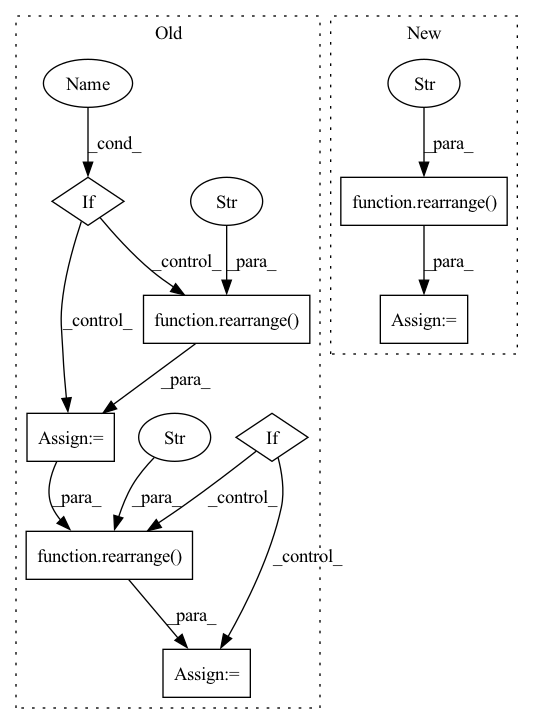 Old
New
Name
Str
_cond_
_para_
If
Str
function.rearrange()
_control_
_para_
_para_
function.rearrange()
Assign:=
_control_
_para_
Assign:=
Str
If
_para_
_para_
_control_
function.rearrange()
_control_
_para_
Assign:=